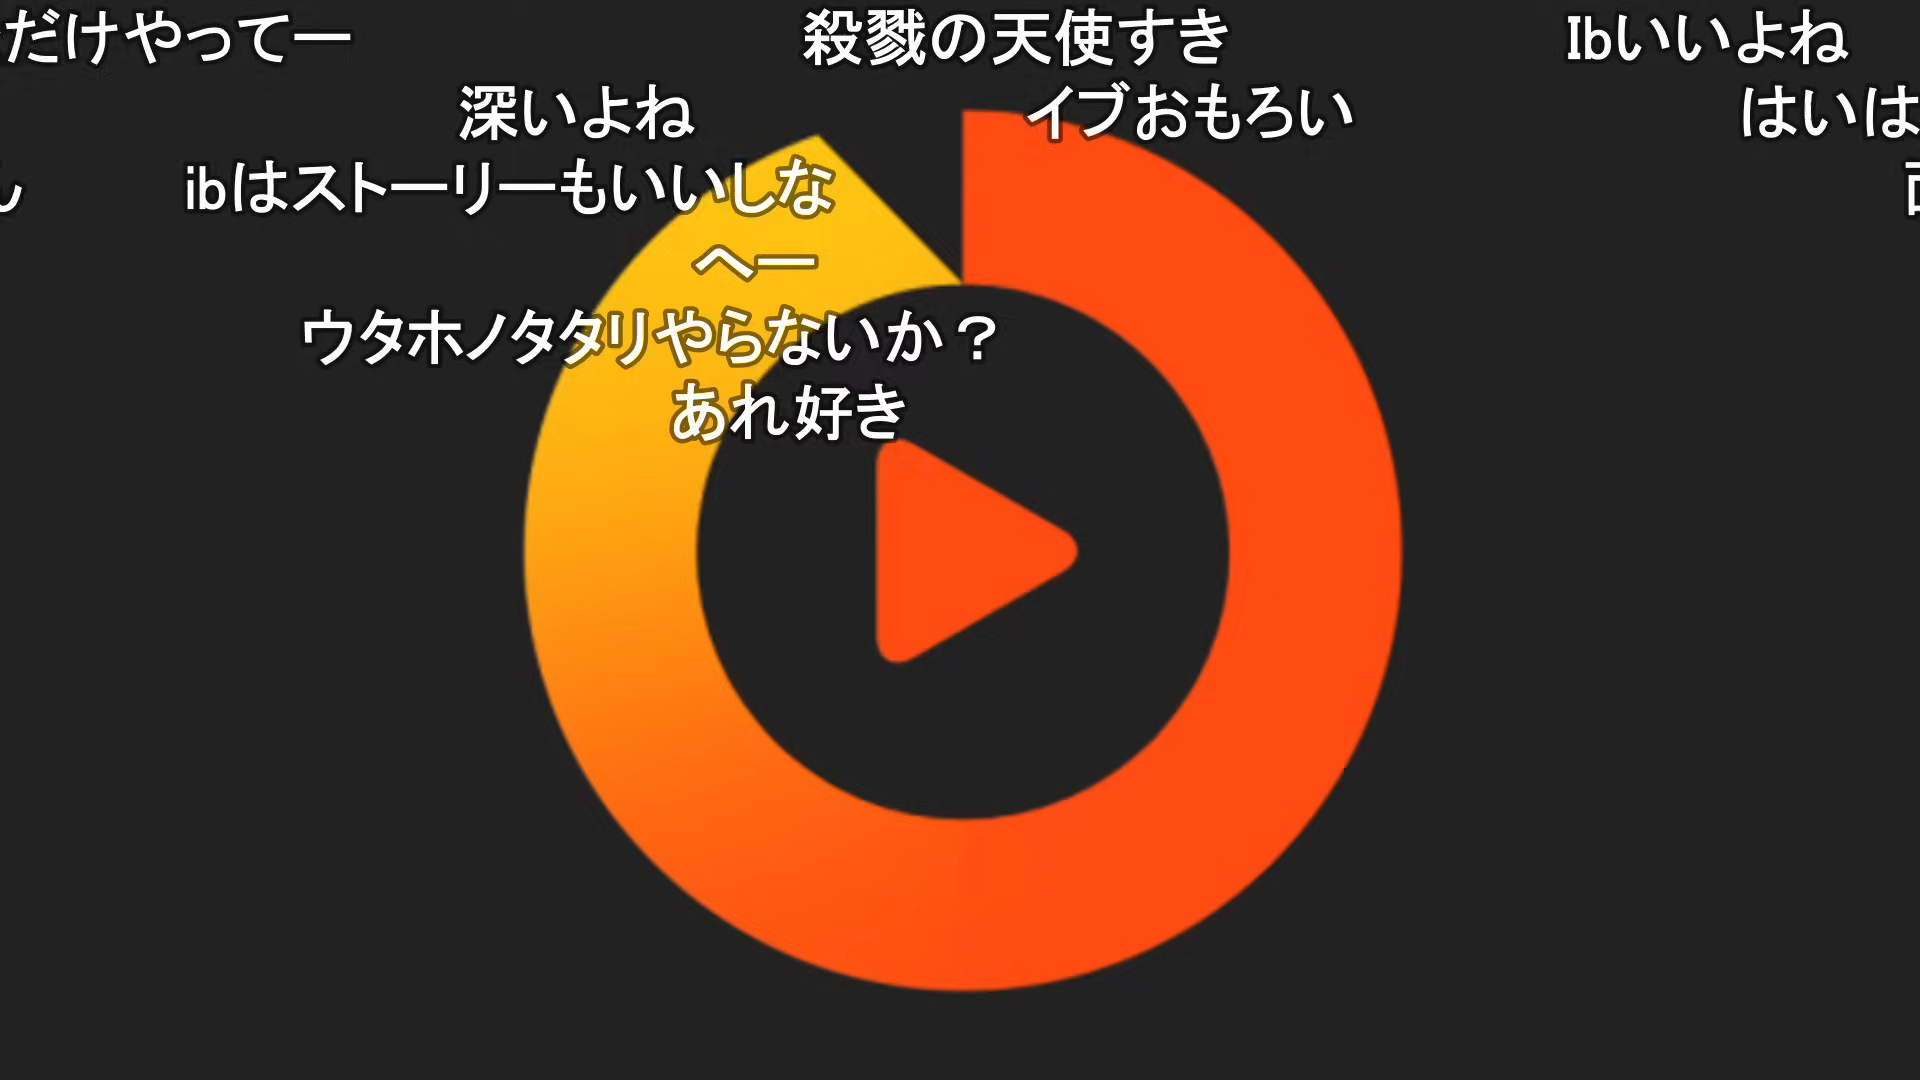 だけやってー
殺戮の天使すき
Ibいいよね
深いよね
イブおもろい
はいは
ん
ibはストーリーもいいしな
へー
ウタホノタタリやらないか？
あれ好き